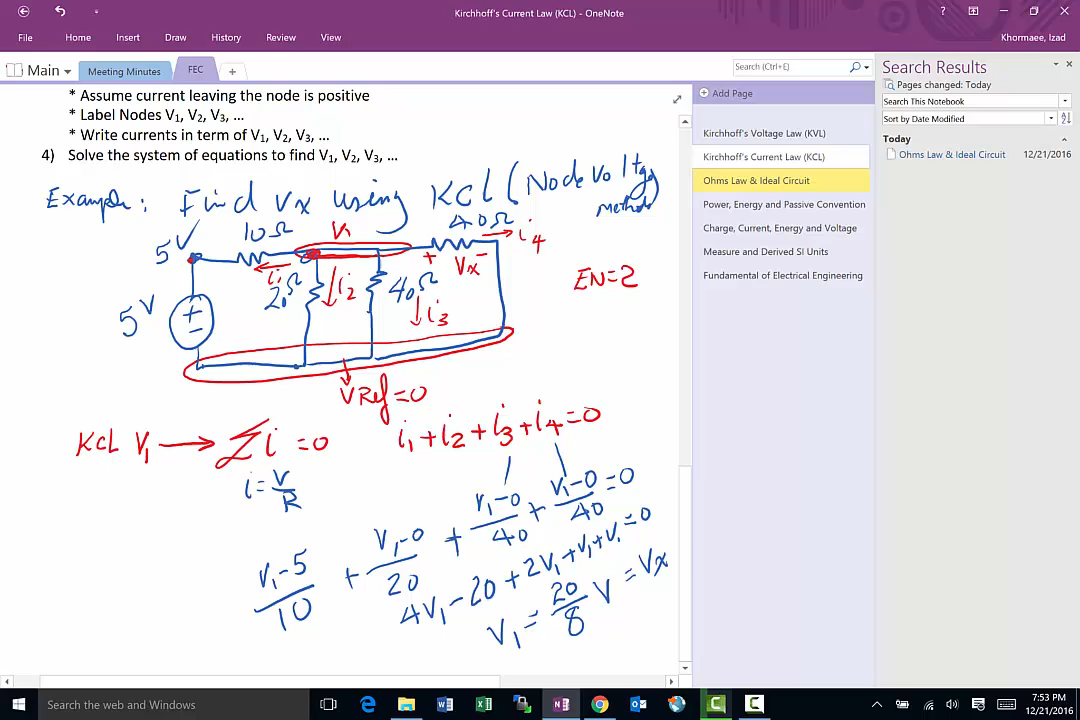 Kirchhoff's Current Law (KCL) - OneNote
?
File Home Insert Draw History Review View
Khormaee, Izad
Main Meeting Minutes FEC +
Search (Ctrl+E)
* Assume current leaving the node is positive
* Label Nodes V₁, V₂, V₃, ...
* Write currents in term of V₁, V₂, V₃, ...
4) Solve the system of equations to find V₁, V₂, V₃, ...
Example: Find Vx using KCL (Node Voltage
method
5V 10Ω V₁ 40Ω i₄
+ Vx -
i₁ 20Ω i₂ 40Ω i₃
EN=2
5V + -
VRef=0
KCL V₁ → Σi =0 i₁+i₂+i₃+i₄=0
i=V/R
(V₁-5)/10 + (V₁-0)/20 + (V₁-0)/40 + (V₁-0)/40 =0
4V₁-20+2V₁+V₁+V₁=0
V₁ = 20/8 V =Vx
Add Page
Kirchhoff's Voltage Law (KVL)
Kirchhoff's Current Law (KCL)
Ohms Law & Ideal Circuit
Power, Energy and Passive Convention
Charge, Current, Energy and Voltage
Measure and Derived SI Units
Fundamental of Electrical Engineering
Search Results
Pages changed: Today
Search This Notebook
Sort by Date Modified
Today
Ohms Law & Ideal Circuit 12/21/2016
Search the web and Windows
7:53 PM
12/21/2016